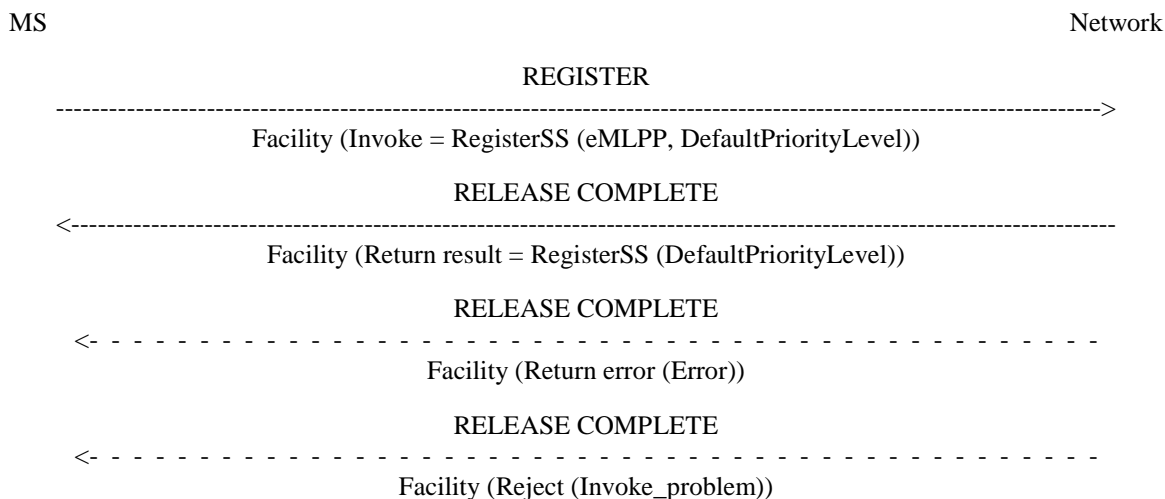 MS Network
REGISTER
Facility (Invoke = RegisterSS (eMLPP, DefaultPriorityLevel))
RELEASE COMPLETE
Facility (Return result = RegisterSS (DefaultPriorityLevel))
RELEASE COMPLETE
Facility (Return error (Error))
RELEASE COMPLETE
Facility (Reject (Invoke_problem))